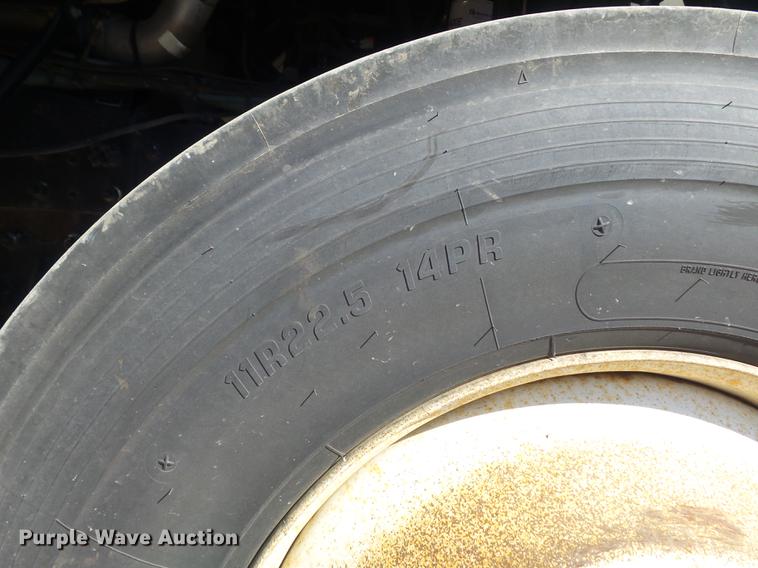 11R22.5 14PR
BRAND LIGHTLY HERE
Purple Wave Auction